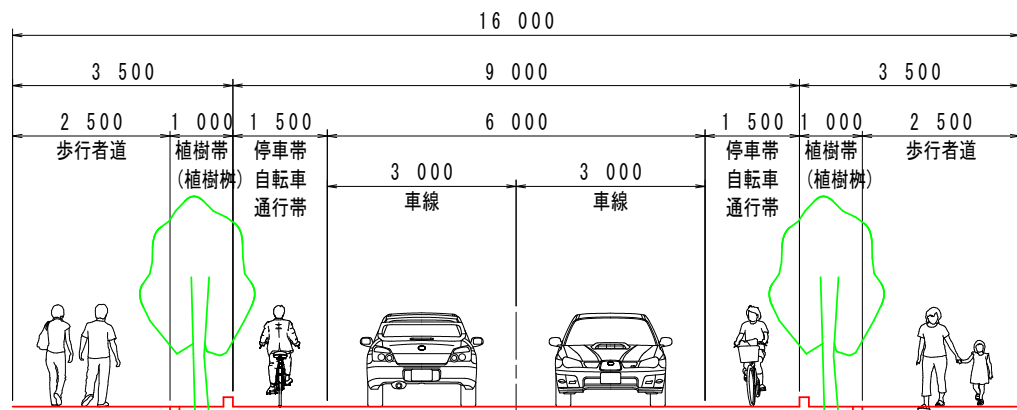 16 000
3 500
9 000
3 500
2 500
1 000
1 500
6 000
1 500
1 000
2 500
歩行者道
植樹帯
(植樹桝)
停車帯
自転車
通行帯
3 000
車線
3 000
車線
停車帯
自転車
通行帯
植樹帯
(植樹桝)
歩行者道